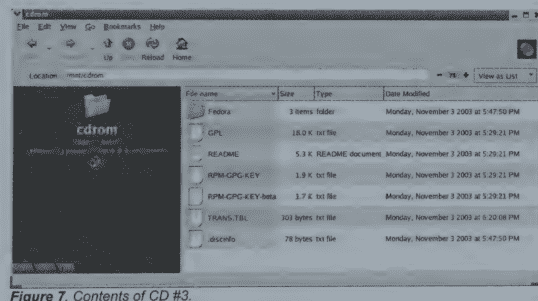 cdrom
File Edit View Go Bookmarks Help
Up Reload Home
Location: /mnt/cdrom
View as List
File name Size Type Date Modified
Fedora 3 items folder Monday, November 3 2003 at 5:47:50 PM
GPL 18.0 K txt file Monday, November 3 2003 at 5:29:21 PM
README 5.3 K README document Monday, November 3 2003 at 5:29:21 PM
RPM-GPG-KEY 1.9 K txt file Monday, November 3 2003 at 5:29:21 PM
RPM-GPG-KEY-beta 1.7 K txt file Monday, November 3 2003 at 5:29:21 PM
TRANS.TBL 303 bytes txt file Monday, November 3 2003 at 6:20:08 PM
.discinfo 78 bytes txt file Monday, November 3 2003 at 5:47:50 PM
cdrom
Figure 7. Contents of CD #3.